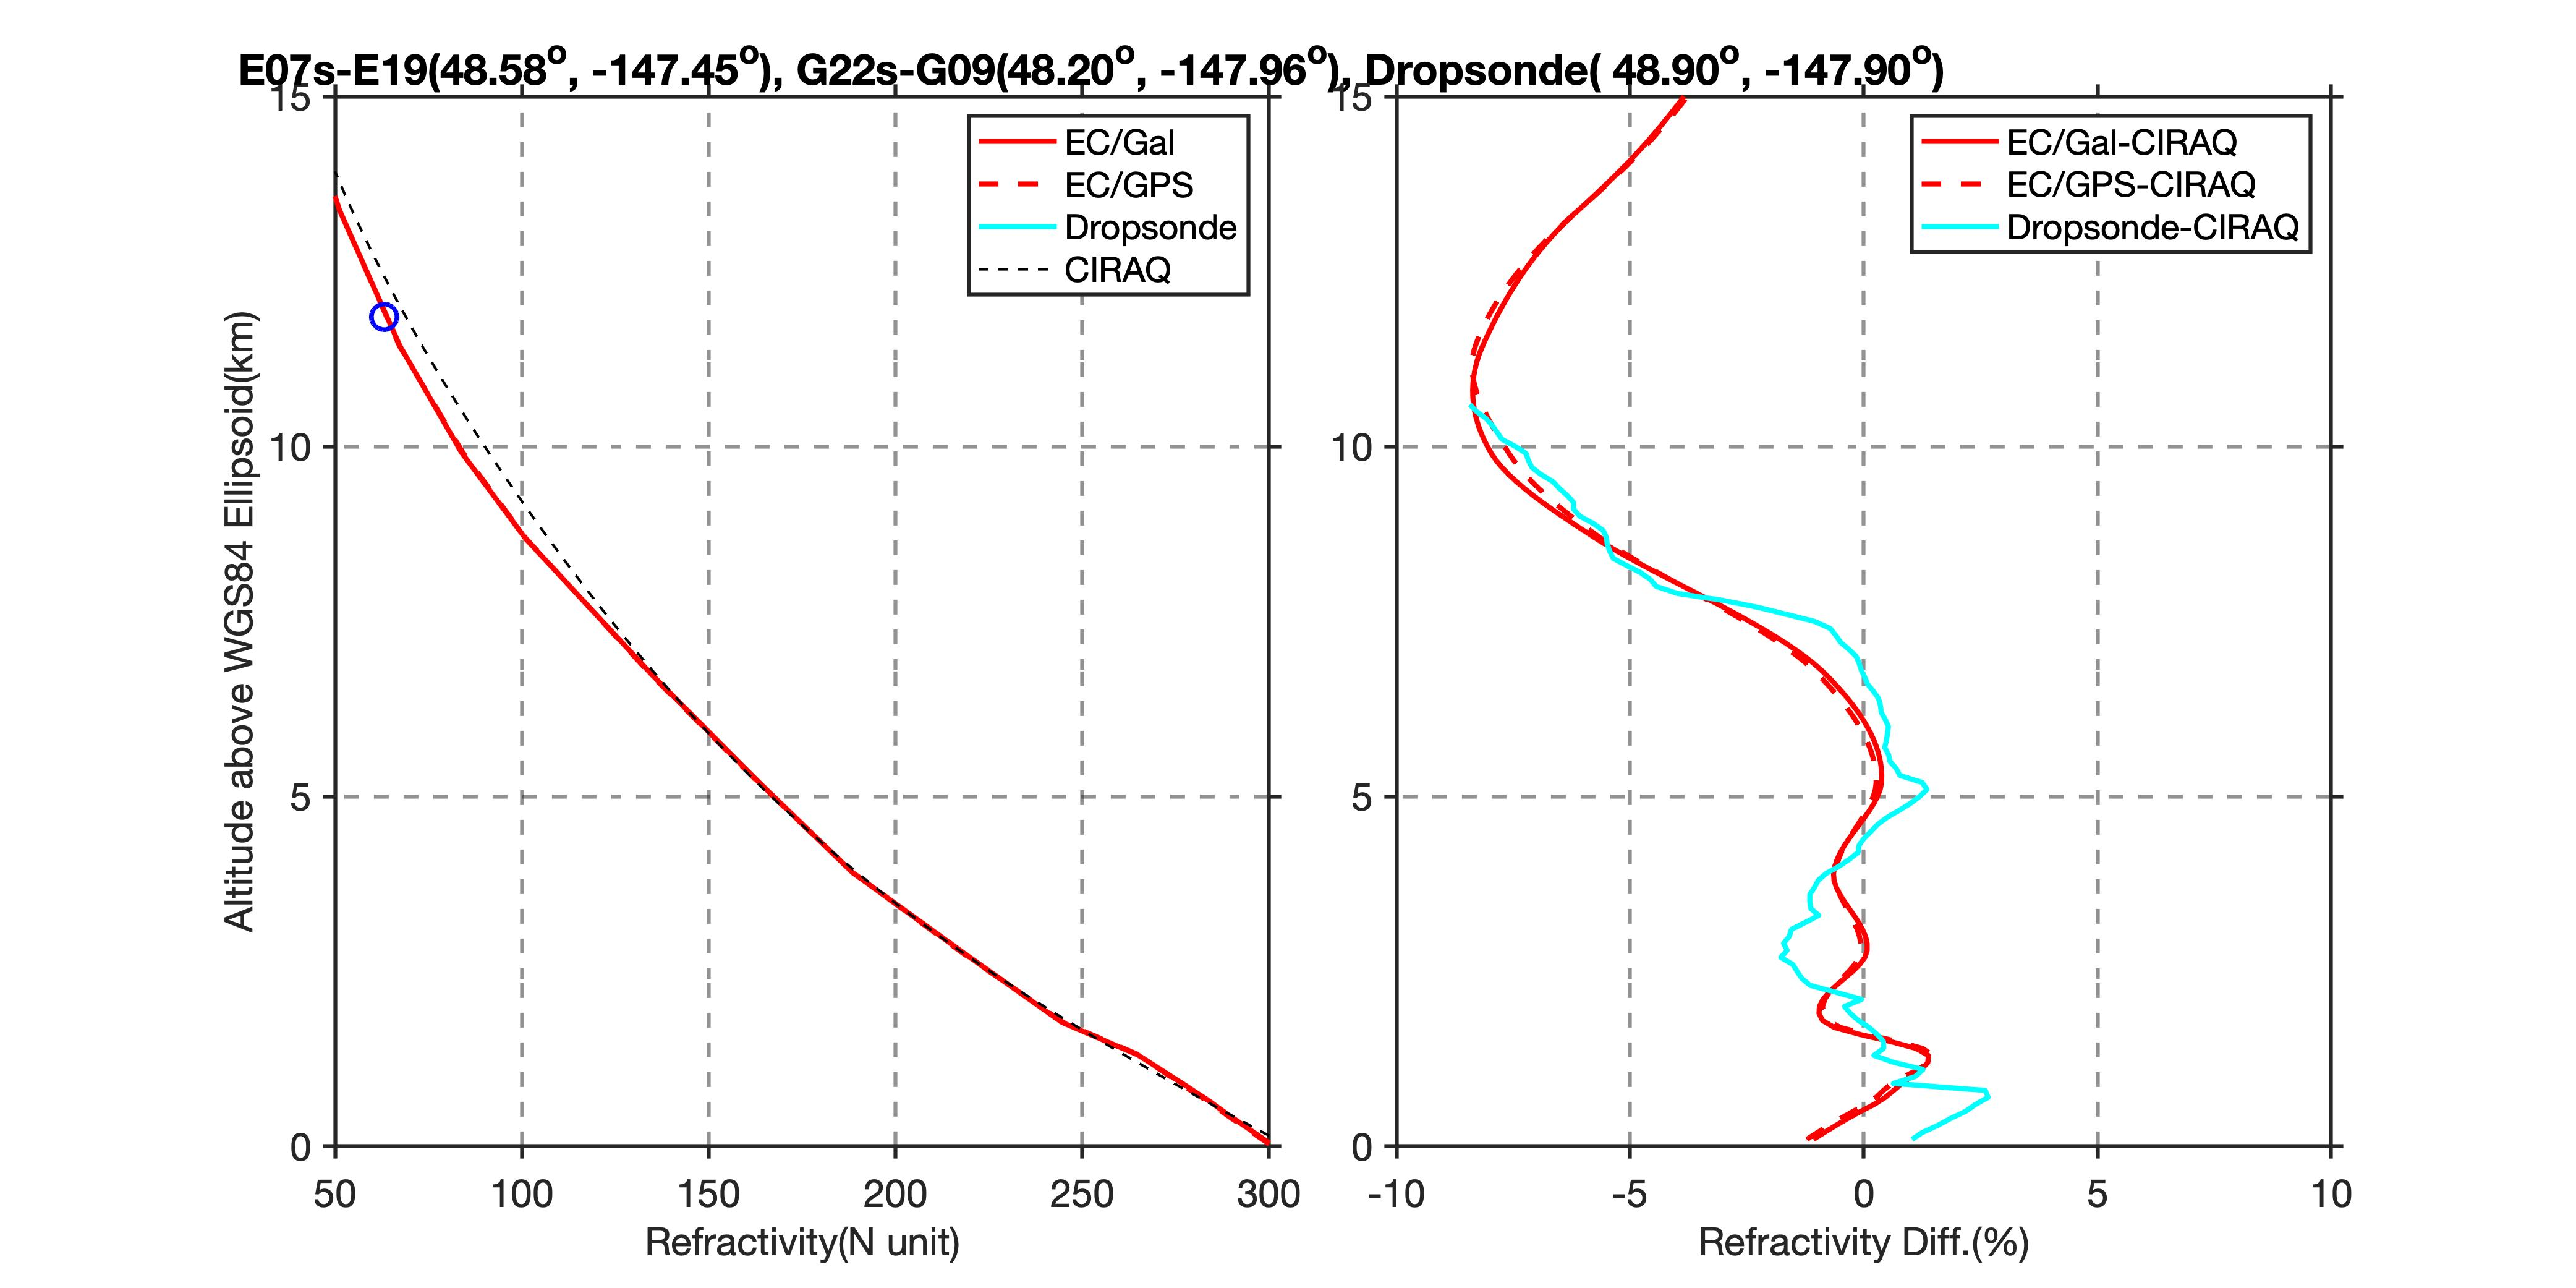 E07s-E19(48.58°, -147.45°), G22s-G09(48.20°, -147.96°), Dropsonde( 48.90°, -147.90°)
15
10
5
0
Altitude above WGS84 Ellipsoid(km)
EC/Gal
EC/GPS
Dropsonde
CIRAQ
50 100 150 200 250 300
Refractivity(N unit)
15
10
5
0
EC/Gal-CIRAQ
EC/GPS-CIRAQ
Dropsonde-CIRAQ
-10 -5 0 5 10
Refractivity Diff.(%)